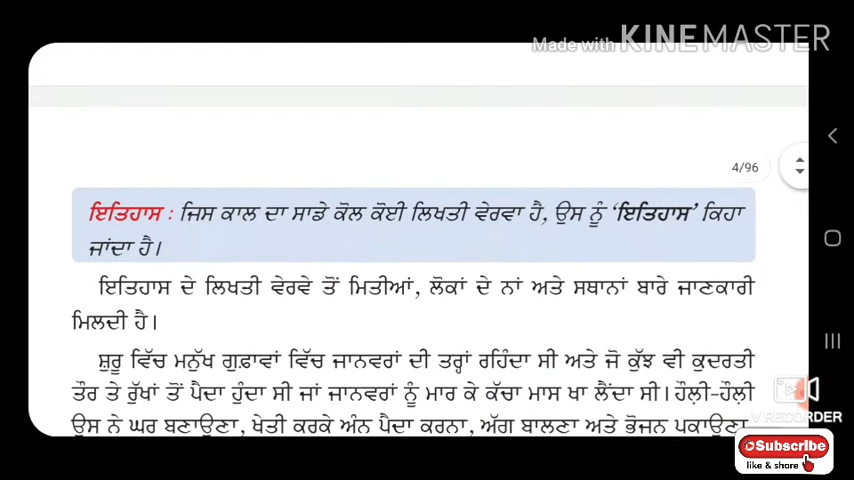 Made with KINEMASTER
4/96
ਇਤਿਹਾਸ : ਜਿਸ ਕਾਲ ਦਾ ਸਾਡੇ ਕੋਲ ਕੋਈ ਲਿਖਤੀ ਵੇਰਵਾ ਹੈ, ਉਸ ਨੂੰ ‘ਇਤਿਹਾਸ’ ਕਿਹਾ
ਜਾਂਦਾ ਹੈ।
ਇਤਿਹਾਸ ਦੇ ਲਿਖਤੀ ਵੇਰਵੇ ਤੋਂ ਮਿਤੀਆਂ, ਲੋਕਾਂ ਦੇ ਨਾਂ ਅਤੇ ਸਥਾਨਾਂ ਬਾਰੇ ਜਾਣਕਾਰੀ
ਮਿਲਦੀ ਹੈ।
ਸ਼ੁਰੂ ਵਿੱਚ ਮਨੁੱਖ ਗੁਫ਼ਾਵਾਂ ਵਿੱਚ ਜਾਨਵਰਾਂ ਦੀ ਤਰ੍ਹਾਂ ਰਹਿੰਦਾ ਸੀ ਅਤੇ ਜੋ ਕੁੱਝ ਵੀ ਕੁਦਰਤੀ
ਤੌਰ ਤੇ ਰੁੱਖਾਂ ਤੋਂ ਪੈਦਾ ਹੁੰਦਾ ਸੀ ਜਾਂ ਜਾਨਵਰਾਂ ਨੂੰ ਮਾਰ ਕੇ ਕੱਚਾ ਮਾਸ ਖਾ ਲੈਂਦਾ ਸੀ। ਹੌਲ਼ੀ-ਹੌਲ਼ੀ
ਉਸ ਨੇ ਘਰ ਬਣਾਉਣਾ, ਖੇਤੀ ਕਰਕੇ ਅੰਨ ਪੈਦਾ ਕਰਨਾ, ਅੱਗ ਬਾਲਣਾ ਅਤੇ ਭੋਜਨ ਪਕਾਉਣਾ
V RECORDER
Subscribe
like & share